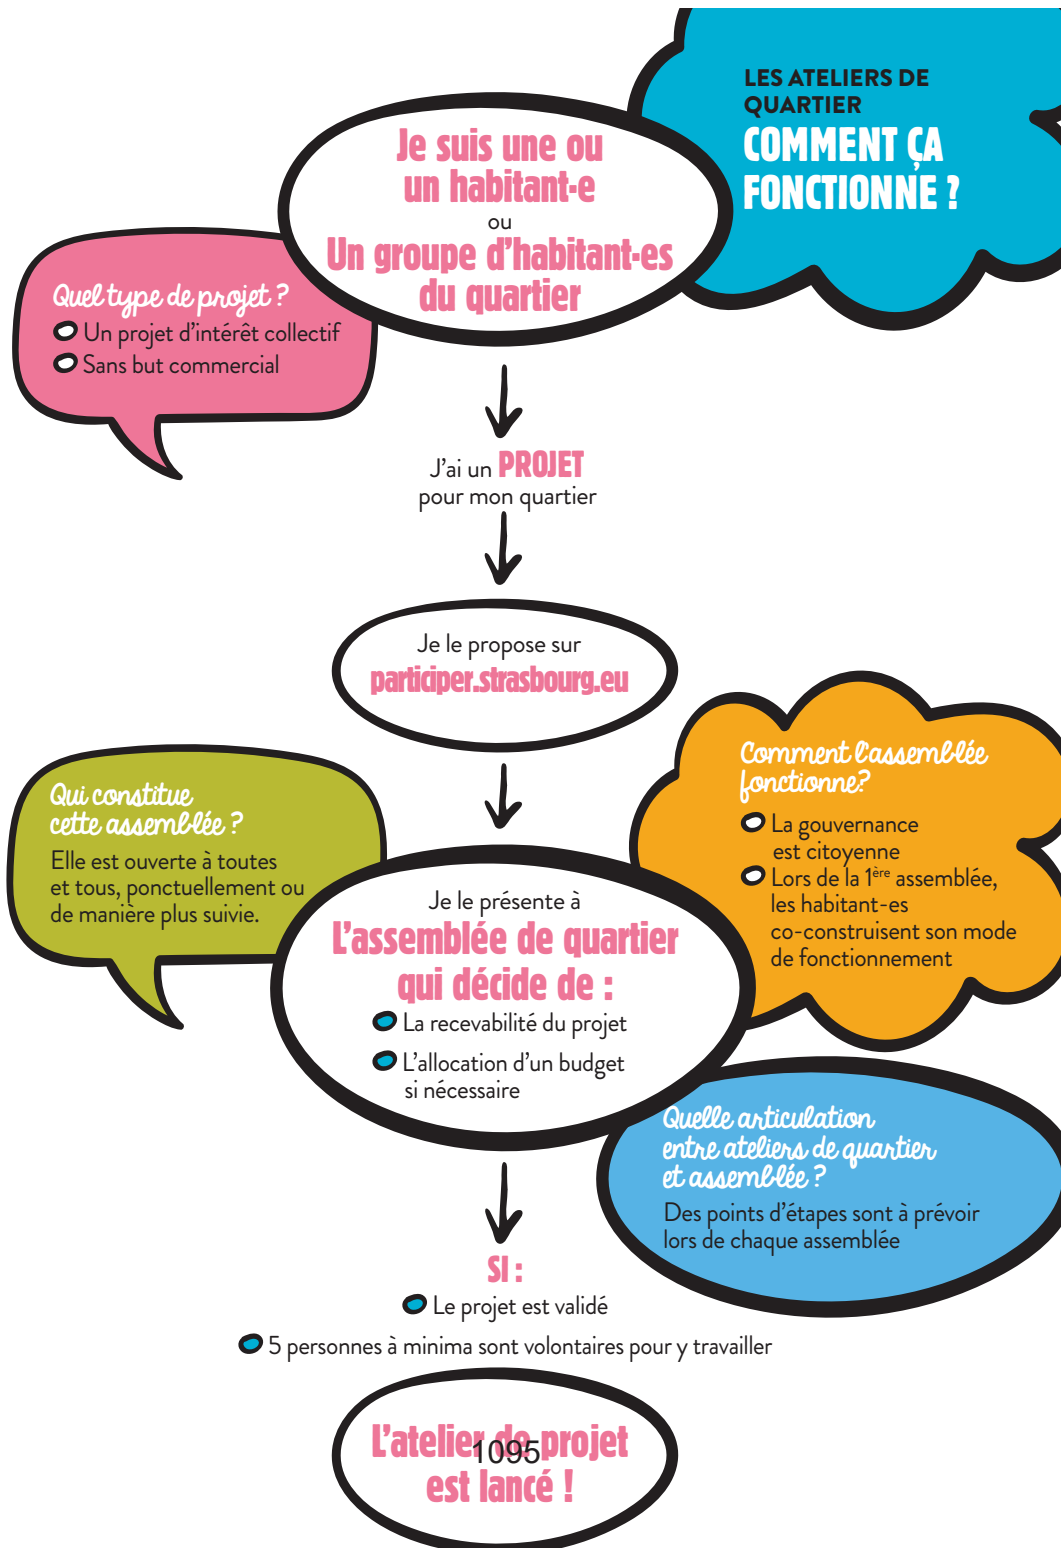 LES ATELIERS DE
QUARTIER
COMMENT ÇA
FONCTIONNE ?
Je suis une ou
un habitant·e
ou
Un groupe d'habitant·es
du quartier
Quel type de projet ?
Un projet d'intérêt collectif
Sans but commercial
J'ai un PROJET
pour mon quartier
Je le propose sur
participer.strasbourg.eu
Qui constitue
cette assemblée ?
Elle est ouverte à toutes
et tous, ponctuellement ou
de manière plus suivie.
Comment l'assemblée
fonctionne?
La gouvernance
est citoyenne
Lors de la 1ère assemblée,
les habitant-es
co-construisent son mode
de fonctionnement
Je le présente à
L'assemblée de quartier
qui décide de :
La recevabilité du projet
L'allocation d'un budget
si nécessaire
Quelle articulation
entre ateliers de quartier
et assemblée ?
Des points d'étapes sont à prévoir
lors de chaque assemblée
SI :
Le projet est validé
5 personnes à minima sont volontaires pour y travailler
L'atelier de projet
est lancé !
1095